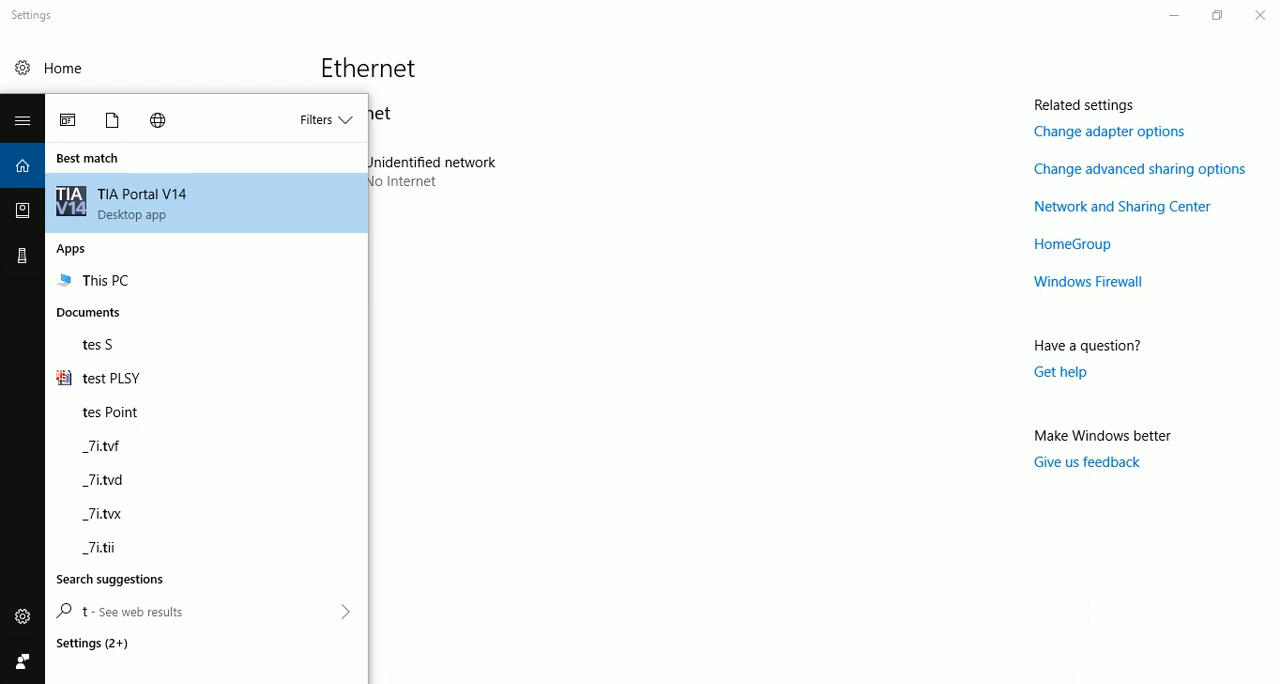 Settings
Home
Ethernet
net
Unidentified network
No Internet
Filters
Best match
TIA V14
TIA Portal V14
Desktop app
Apps
This PC
Documents
tes S
test PLSY
tes Point
_7i.tvf
_7i.tvd
_7i.tvx
_7i.tii
Search suggestions
t - See web results
Settings (2+)
Related settings
Change adapter options
Change advanced sharing options
Network and Sharing Center
HomeGroup
Windows Firewall
Have a question?
Get help
Make Windows better
Give us feedback